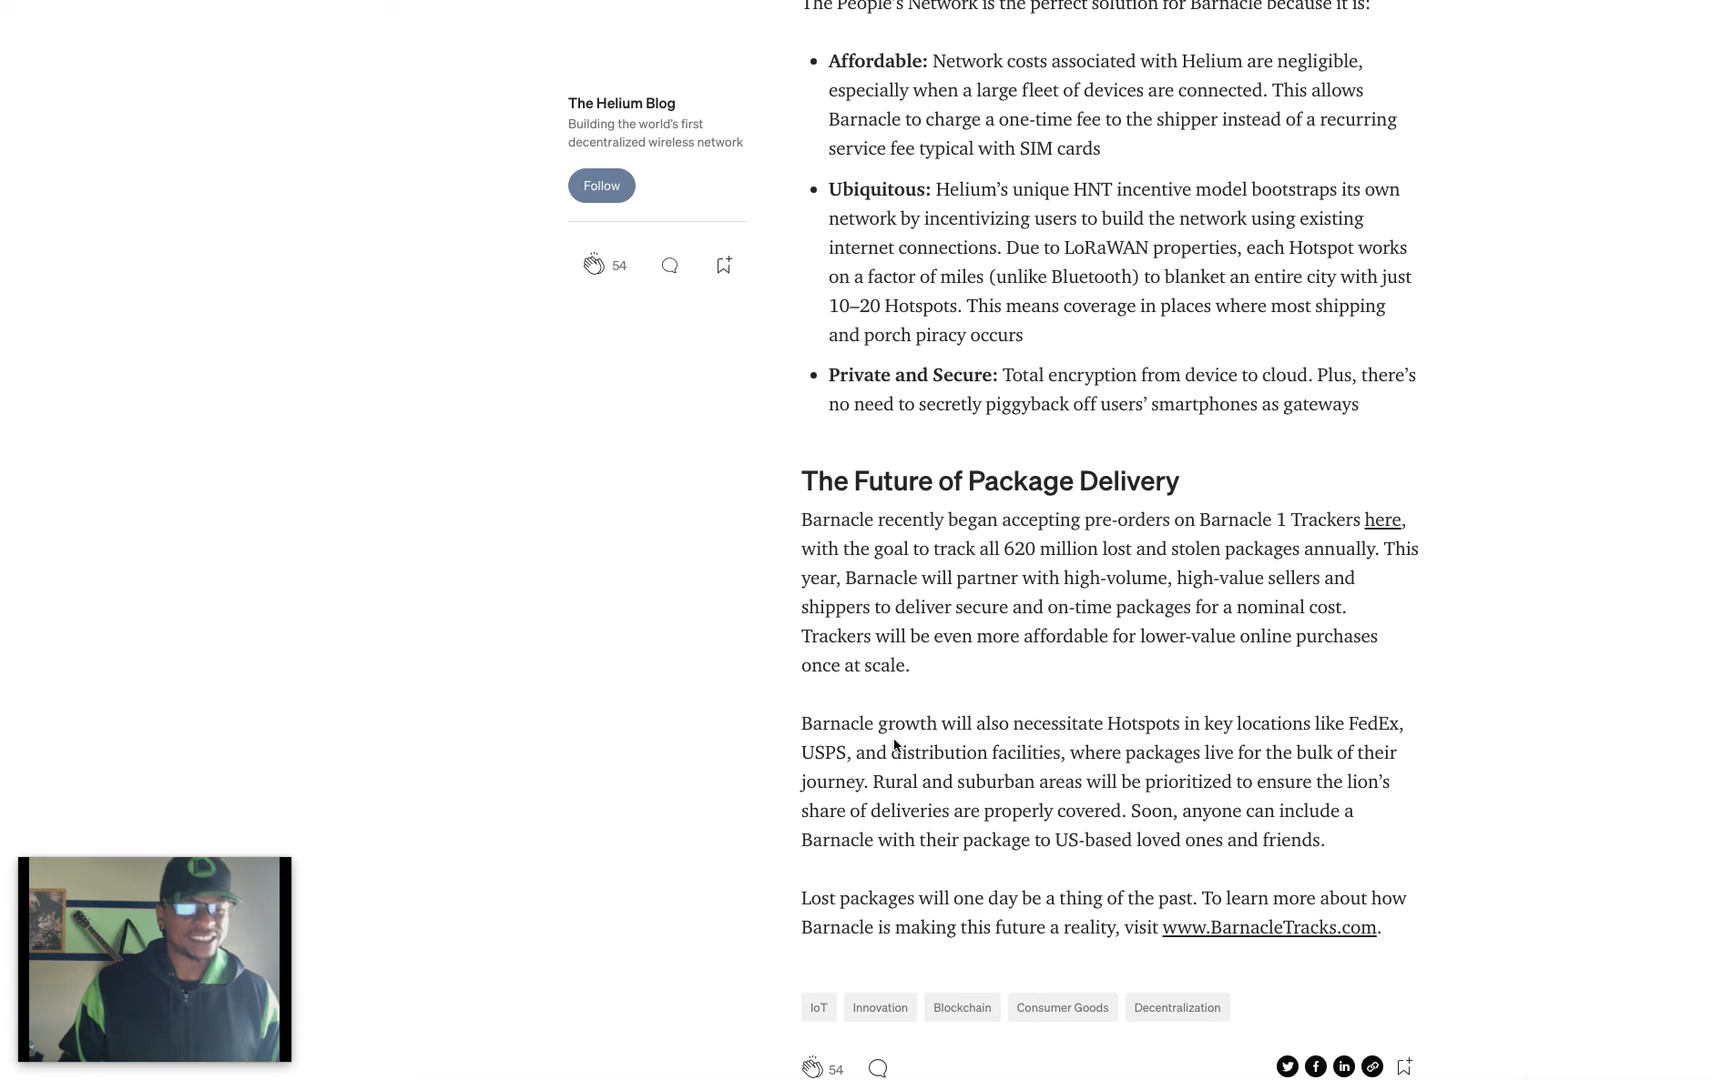 The People's Network is the perfect solution for Barnacle because it is:
The Helium Blog
Building the world's first
decentralized wireless network
Follow
54
• Affordable: Network costs associated with Helium are negligible,
especially when a large fleet of devices are connected. This allows
Barnacle to charge a one-time fee to the shipper instead of a recurring
service fee typical with SIM cards
• Ubiquitous: Helium’s unique HNT incentive model bootstraps its own
network by incentivizing users to build the network using existing
internet connections. Due to LoRaWAN properties, each Hotspot works
on a factor of miles (unlike Bluetooth) to blanket an entire city with just
10–20 Hotspots. This means coverage in places where most shipping
and porch piracy occurs
• Private and Secure: Total encryption from device to cloud. Plus, there’s
no need to secretly piggyback off users’ smartphones as gateways
The Future of Package Delivery
Barnacle recently began accepting pre-orders on Barnacle 1 Trackers here,
with the goal to track all 620 million lost and stolen packages annually. This
year, Barnacle will partner with high-volume, high-value sellers and
shippers to deliver secure and on-time packages for a nominal cost.
Trackers will be even more affordable for lower-value online purchases
once at scale.
Barnacle growth will also necessitate Hotspots in key locations like FedEx,
USPS, and distribution facilities, where packages live for the bulk of their
journey. Rural and suburban areas will be prioritized to ensure the lion’s
share of deliveries are properly covered. Soon, anyone can include a
Barnacle with their package to US-based loved ones and friends.
Lost packages will one day be a thing of the past. To learn more about how
Barnacle is making this future a reality, visit www.BarnacleTracks.com.
IoT
Innovation
Blockchain
Consumer Goods
Decentralization
54